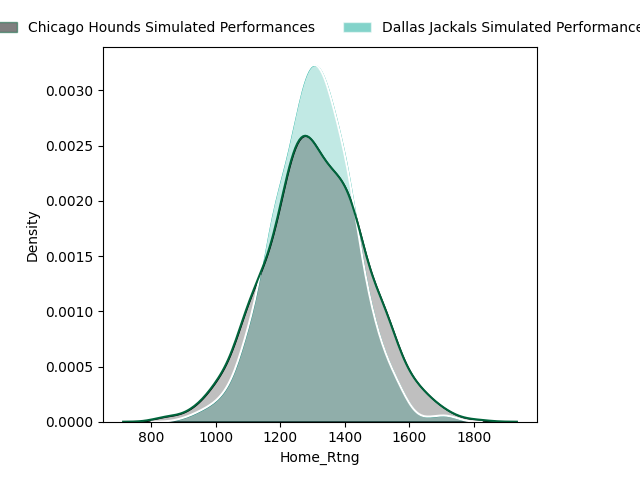 Chicago Hounds Simulated Performances
Dallas Jackals Simulated Performance
0.0030
0.0025
0.0020
0.0015
0.0010
0.0005
0.0000
Density
800 1000 1200 1400 1600 1800
Home_Rtng